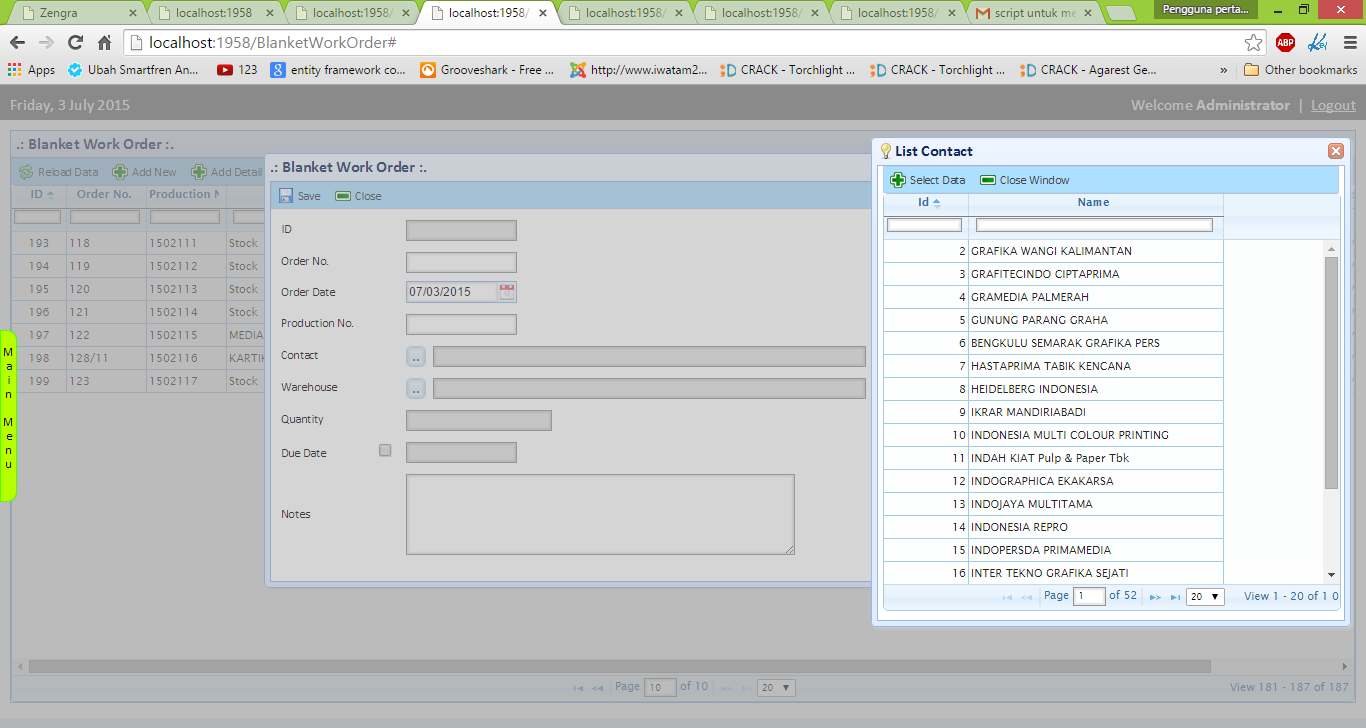 Zengra
localhost:1958
localhost:1958/
localhost:1958/
localhost:1958/
localhost:1958/
localhost:1958/
script untuk me
Pengguna perta...
localhost:1958/BlanketWorkOrder#
ABP
Apps
Ubah Smartfren An...
123
entity framework co...
Grooveshark - Free ...
http://www.iwatam2...
CRACK - Torchlight ...
CRACK - Torchlight ...
CRACK - Agarest Ge...
»
Other bookmarks
Friday, 3 July 2015
Welcome Administrator | Logout
.: Blanket Work Order :.
Reload Data
Add New
Add Detail
ID
Order No.
Production N
193 118 1502111 Stock
194 119 1502112 Stock
195 120 1502113 Stock
196 121 1502114 Stock
197 122 1502115 MEDIA
198 128/11 1502116 KARTIK
199 123 1502117 Stock
Main Menu
.: Blanket Work Order :.
Save
Close
ID
Order No.
Order Date 07/03/2015
Production No.
Contact ..
Warehouse ..
Quantity
Due Date
Notes
List Contact
Select Data
Close Window
Id Name
2 GRAFIKA WANGI KALIMANTAN
3 GRAFITECINDO CIPTAPRIMA
4 GRAMEDIA PALMERAH
5 GUNUNG PARANG GRAHA
6 BENGKULU SEMARAK GRAFIKA PERS
7 HASTAPRIMA TABIK KENCANA
8 HEIDELBERG INDONESIA
9 IKRAR MANDIRIABADI
10 INDONESIA MULTI COLOUR PRINTING
11 INDAH KIAT Pulp & Paper Tbk
12 INDOGRAPHICA EKAKARSA
13 INDOJAYA MULTITAMA
14 INDONESIA REPRO
15 INDOPERSDA PRIMAMEDIA
16 INTER TEKNO GRAFIKA SEJATI
Page 1 of 52 20 View 1 - 20 of 1 0
Page 10 of 10 20 View 181 - 187 of 187